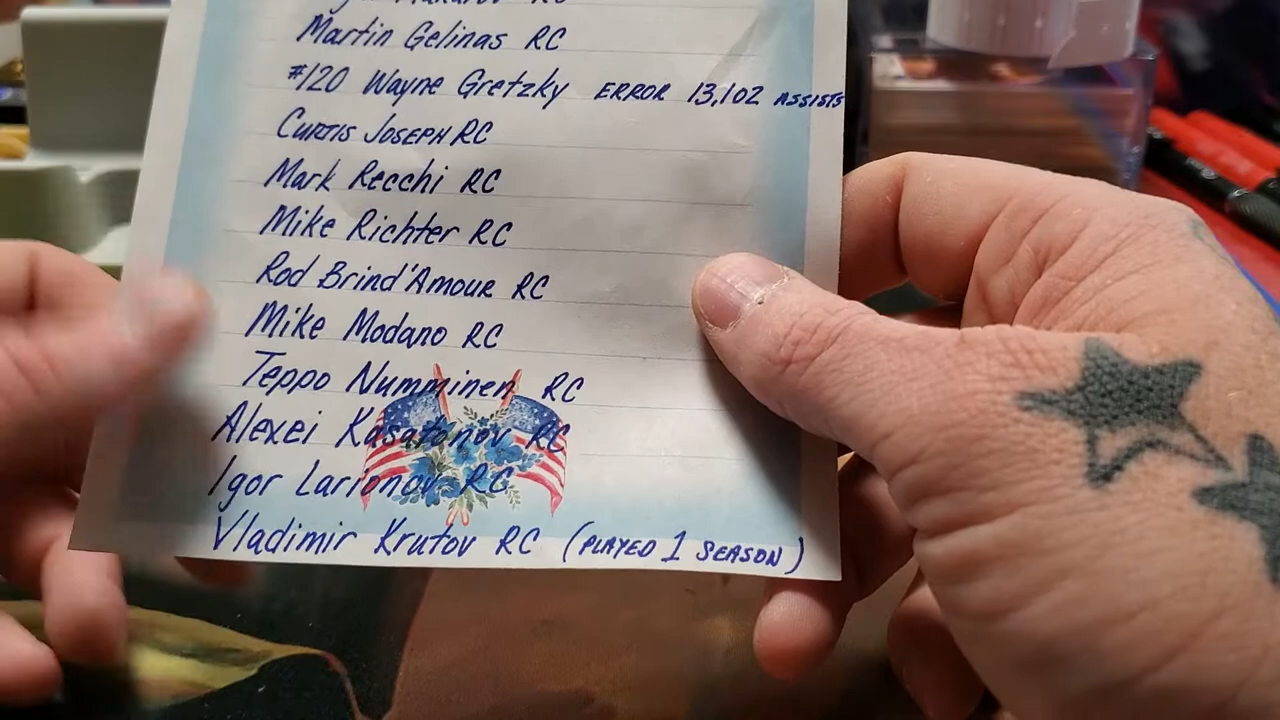 Makarov RC
Martin Gelinas RC
#120 Wayne Gretzky ERROR 13,102 ASSISTS
CURTIS JOSEPH RC
Mark Recchi RC
Mike Richter RC
Rod Brind'Amour RC
Mike Modano RC
Teppo Numminen RC
Alexei Kasatonov RC
Igor Larionov RC
Vladimir Krutov RC (PLAYED 1 SEASON)